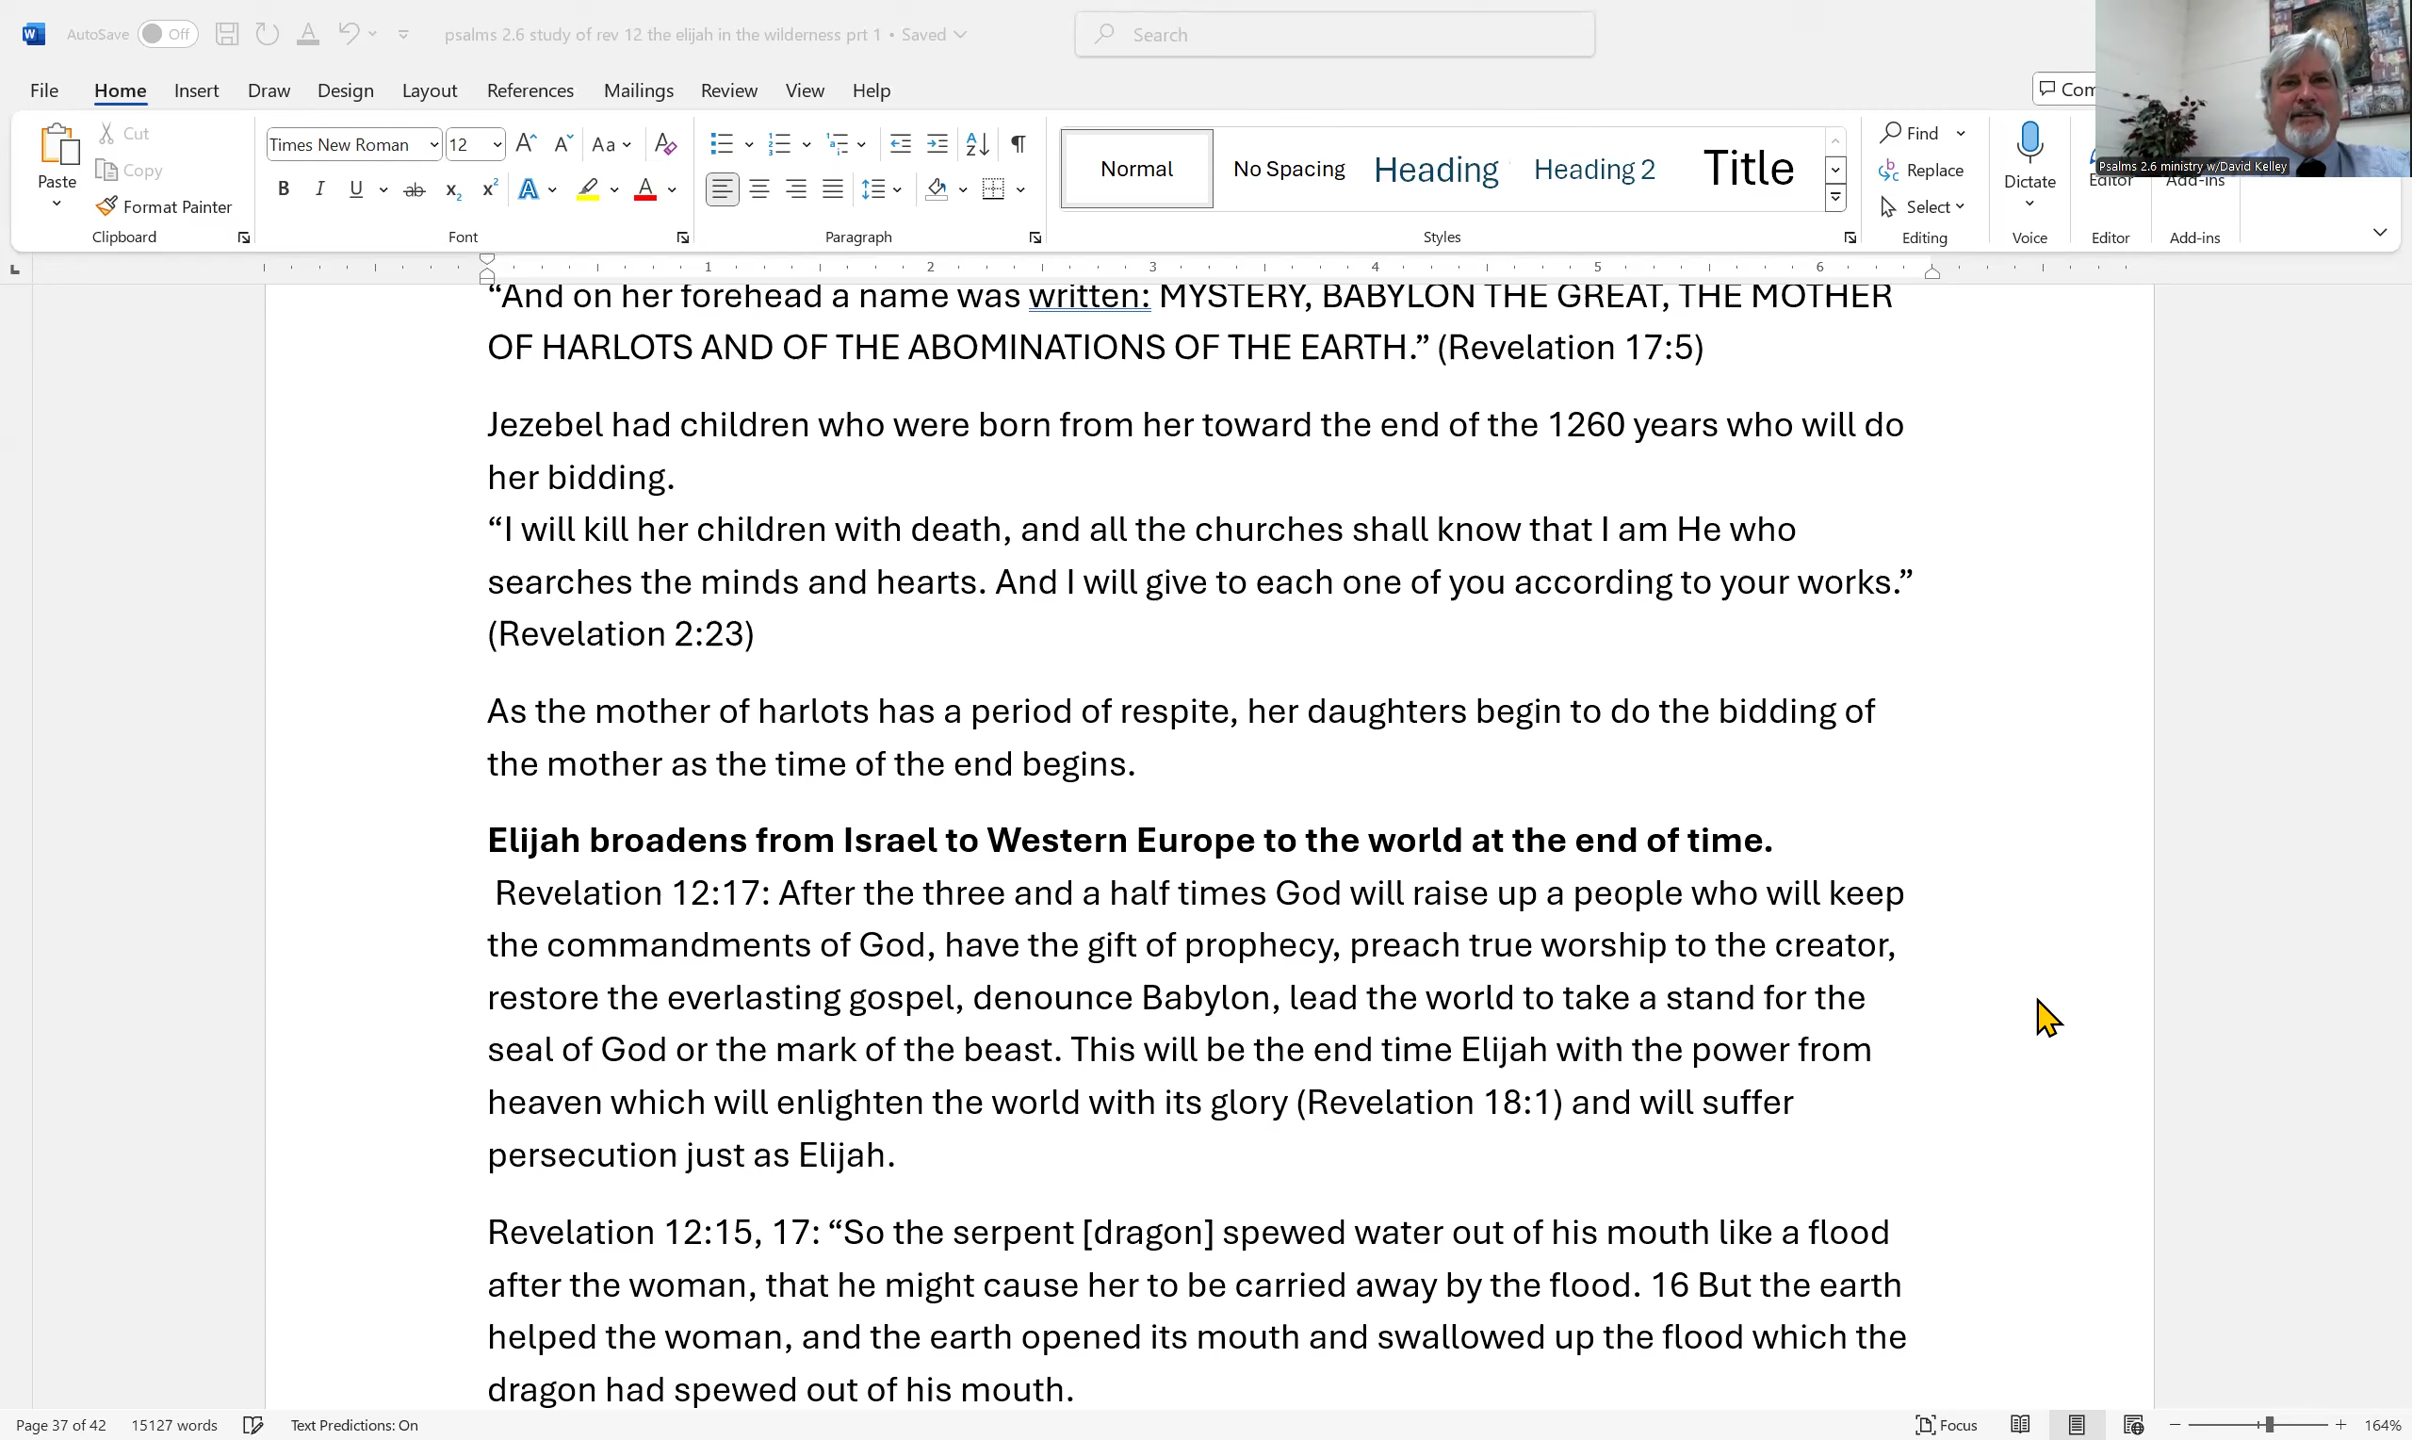 AutoSave Off psalms 2.6 study of rev 12 the elijah in the wilderness prt 1 • Saved Search
File Home Insert Draw Design Layout References Mailings Review View Help
Paste Cut Copy Format Painter Clipboard
Times New Roman 12 Font
Paragraph
Normal No Spacing Heading Heading 2 Title Styles
Find Replace Select Editing
Dictate Voice
Editor Editor
Add-ins Add-ins
Psalms 2.6 ministry w/David Kelley
1 2 3 4 5 6
“And on her forehead a name was written: MYSTERY, BABYLON THE GREAT, THE MOTHER
OF HARLOTS AND OF THE ABOMINATIONS OF THE EARTH.” (Revelation 17:5)
Jezebel had children who were born from her toward the end of the 1260 years who will do
her bidding.
“I will kill her children with death, and all the churches shall know that I am He who
searches the minds and hearts. And I will give to each one of you according to your works.”
(Revelation 2:23)
As the mother of harlots has a period of respite, her daughters begin to do the bidding of
the mother as the time of the end begins.
Elijah broadens from Israel to Western Europe to the world at the end of time.
Revelation 12:17: After the three and a half times God will raise up a people who will keep
the commandments of God, have the gift of prophecy, preach true worship to the creator,
restore the everlasting gospel, denounce Babylon, lead the world to take a stand for the
seal of God or the mark of the beast. This will be the end time Elijah with the power from
heaven which will enlighten the world with its glory (Revelation 18:1) and will suffer
persecution just as Elijah.
Revelation 12:15, 17: “So the serpent [dragon] spewed water out of his mouth like a flood
after the woman, that he might cause her to be carried away by the flood. 16 But the earth
helped the woman, and the earth opened its mouth and swallowed up the flood which the
dragon had spewed out of his mouth.
Page 37 of 42 15127 words Text Predictions: On Focus 164%